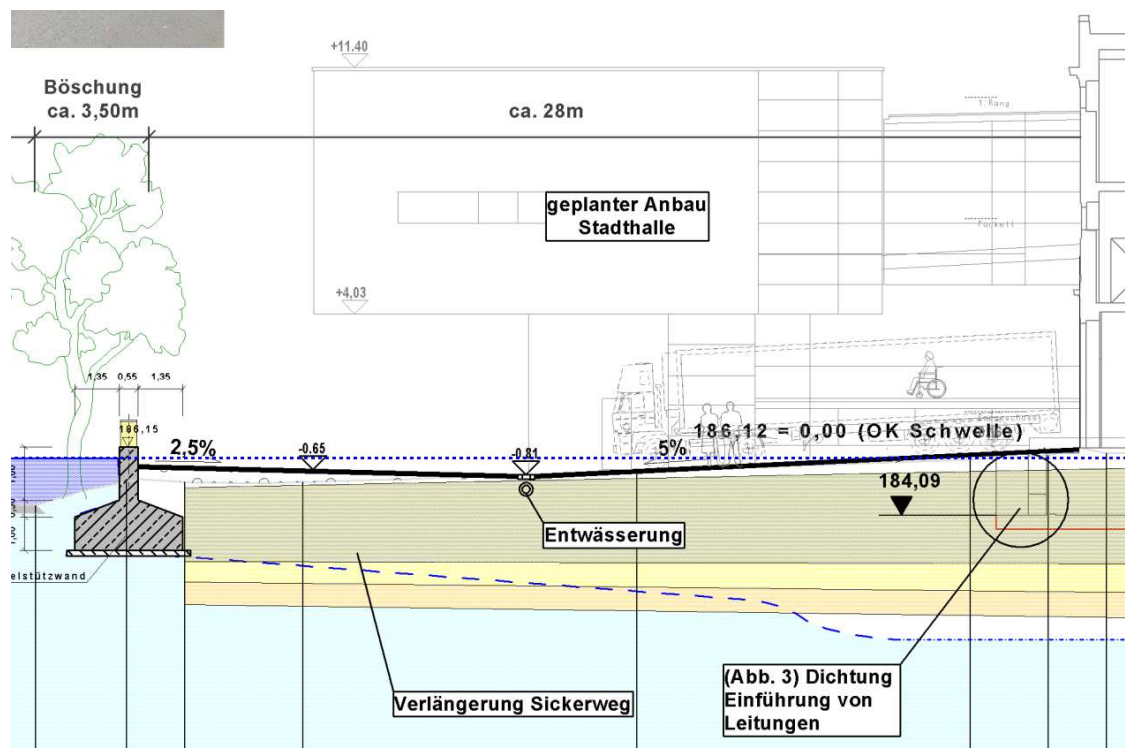 +11.40
Böschung
ca. 3,50m
ca. 28m
1.Rang
geplanter Anbau
Stadthalle
Parkett
+4,03
1,35 0,55 1,35
186,15
2,5%
-0.65
-0.81
5%
186,12 = 0,00 (OK Schwelle)
184,09
Entwässerung
1,00
elstützwand
Verlängerung Sickerweg
(Abb. 3) Dichtung
Einführung von
Leitungen